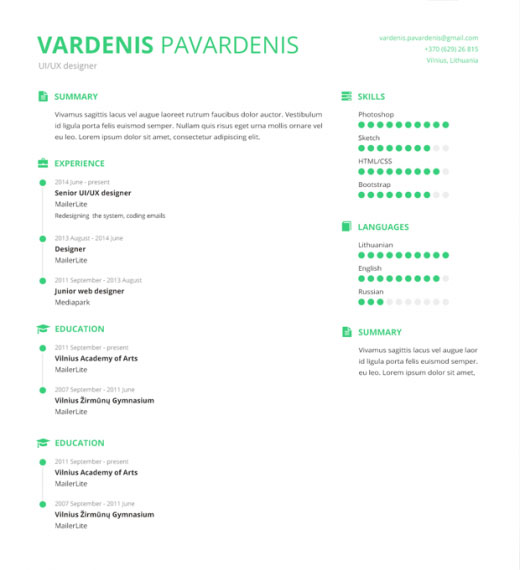 VARDENIS PAVARDENIS
UI/UX designer
vardenis.pavardenis@gmail.com
+370 (620) 26 815
Vilnius, Lithuania
SUMMARY
Vivamus sagittis lacus vel augue laoreet rutrum faucibus dolor auctor. Vestibulum
id ligula porta felis euismod semper. Nullam quis risus eget urna mollis ornare vel
eu leo. Lorem ipsum dolor sit amet, consectetur adipiscing elit.
EXPERIENCE
2014 June - present
Senior UI/UX designer
MailerLite
Redesigning the system, coding emails
2013 August - 2014 June
Designer
MailerLite
2011 September - 2013 August
Junior web designer
Mediapark
EDUCATION
2011 September - present
Vilnius Academy of Arts
MailerLite
2007 September - 2011 June
Vilnius Žirmūnų Gymnasium
MailerLite
EDUCATION
2011 September - present
Vilnius Academy of Arts
MailerLite
2007 September - 2011 June
Vilnius Žirmūnų Gymnasium
MailerLite
SKILLS
Photoshop
Sketch
HTML/CSS
Bootstrap
LANGUAGES
Lithuanian
English
Russian
SUMMARY
Vivamus sagittis lacus vel augue laor
id ligula porta felis euismod semper.
eu leo. Lorem ipsum dolor sit amet,